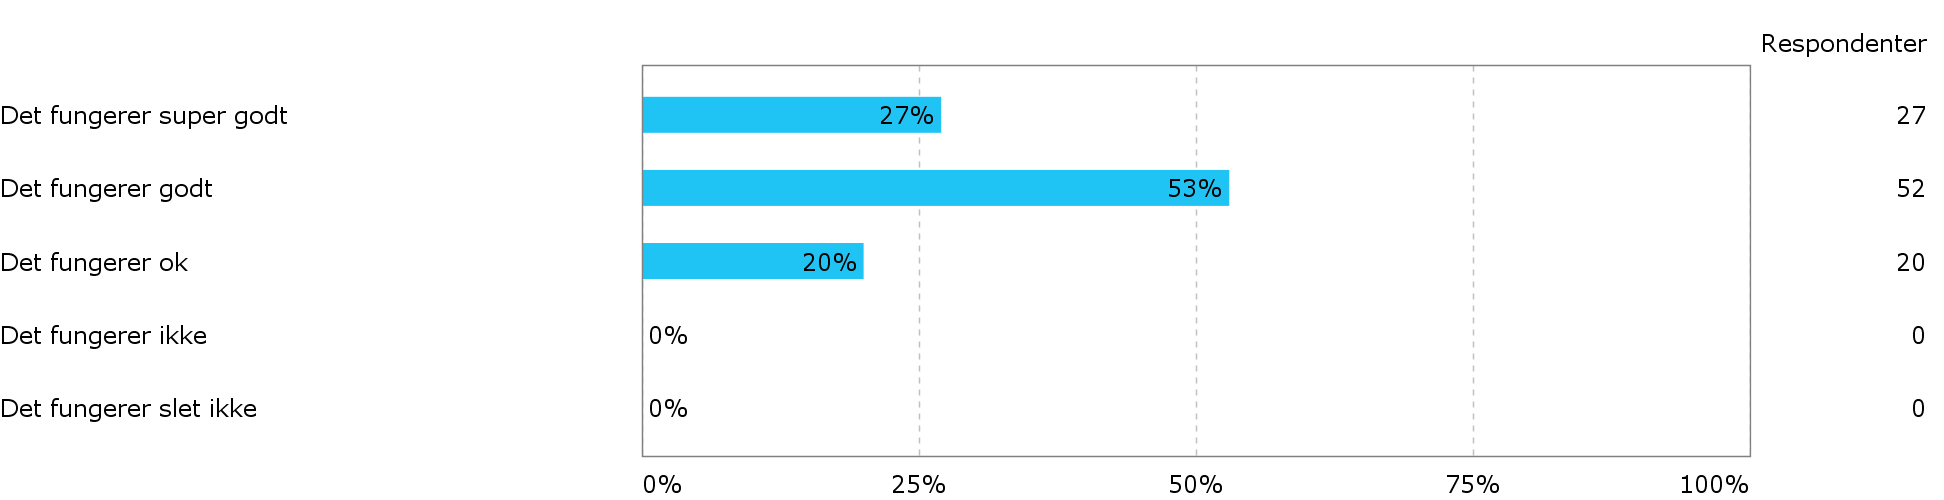 Respondenter
Det fungerer super godt 27% 27
Det fungerer godt 53% 52
Det fungerer ok 20% 20
Det fungerer ikke 0% 0
Det fungerer slet ikke 0% 0
0% 25% 50% 75% 100%